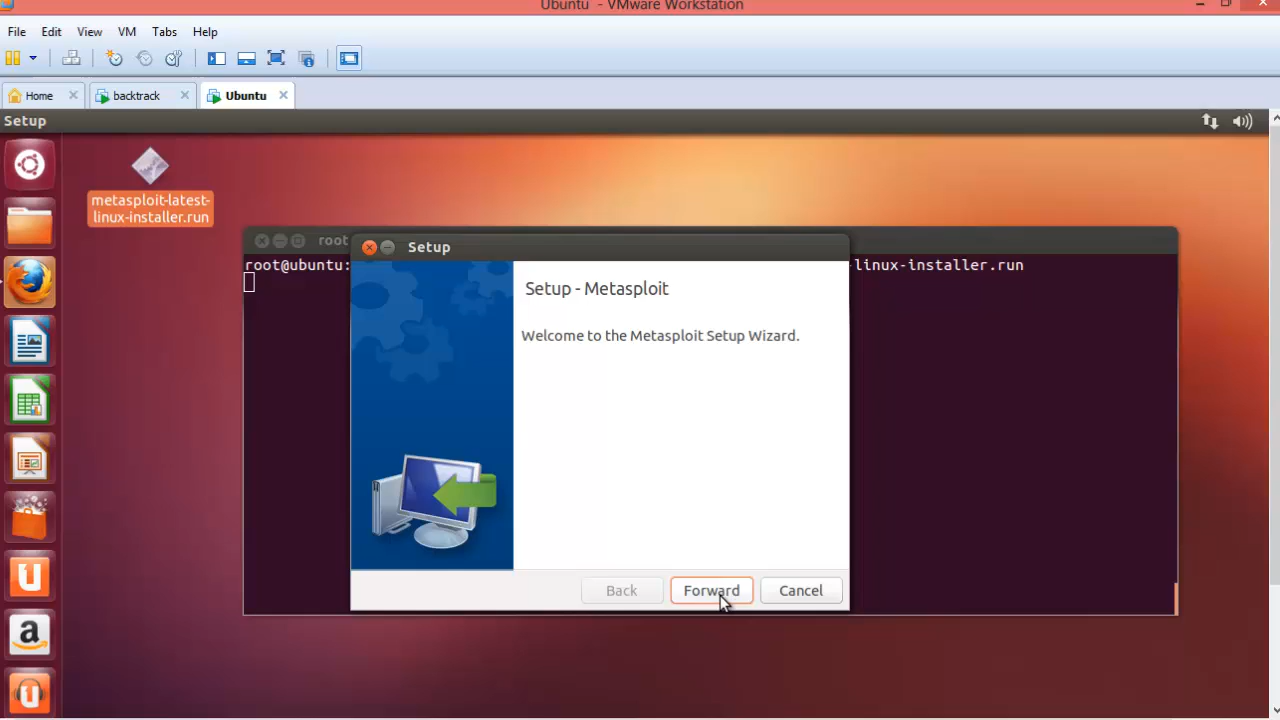 Ubuntu - VMware Workstation
File Edit View VM Tabs Help
Home backtrack Ubuntu
Setup
metasploit-latest-
linux-installer.run
root
Setup
root@ubuntu: -linux-installer.run
Setup - Metasploit
Welcome to the Metasploit Setup Wizard.
Back Forward Cancel